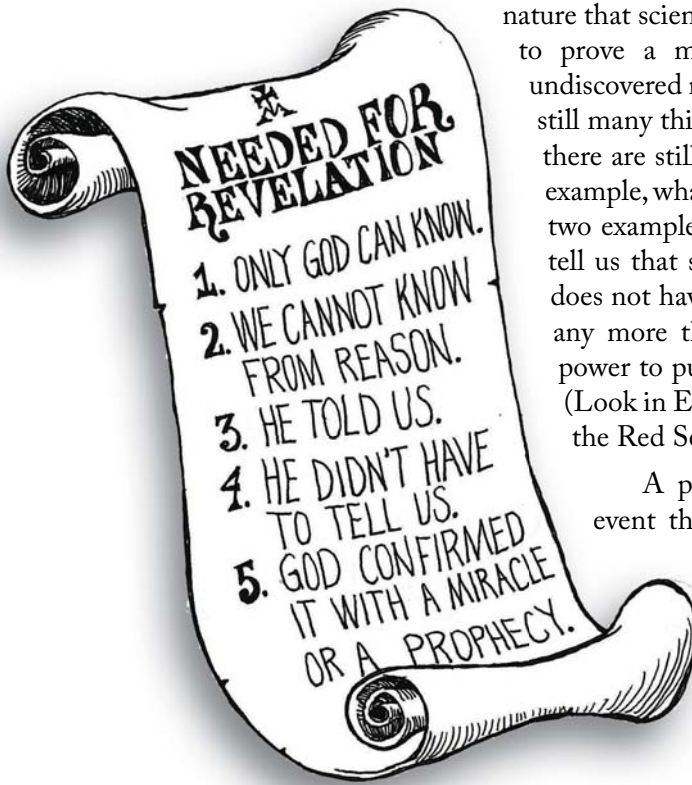 NEEDED FOR
REVELATION
1. ONLY GOD CAN KNOW.
2. WE CANNOT KNOW
FROM REASON.
3. HE TOLD US.
4. HE DIDN'T HAVE
TO TELL US.
5. GOD CONFIRMED
IT WITH A MIRACLE
OR A PROPHECY.
nature that scien
to prove a m
undiscovered
still many thi
there are still
example, wha
two example
tell us that s
does not hav
any more th
power to pu
(Look in E
the Red Se
A p
event th